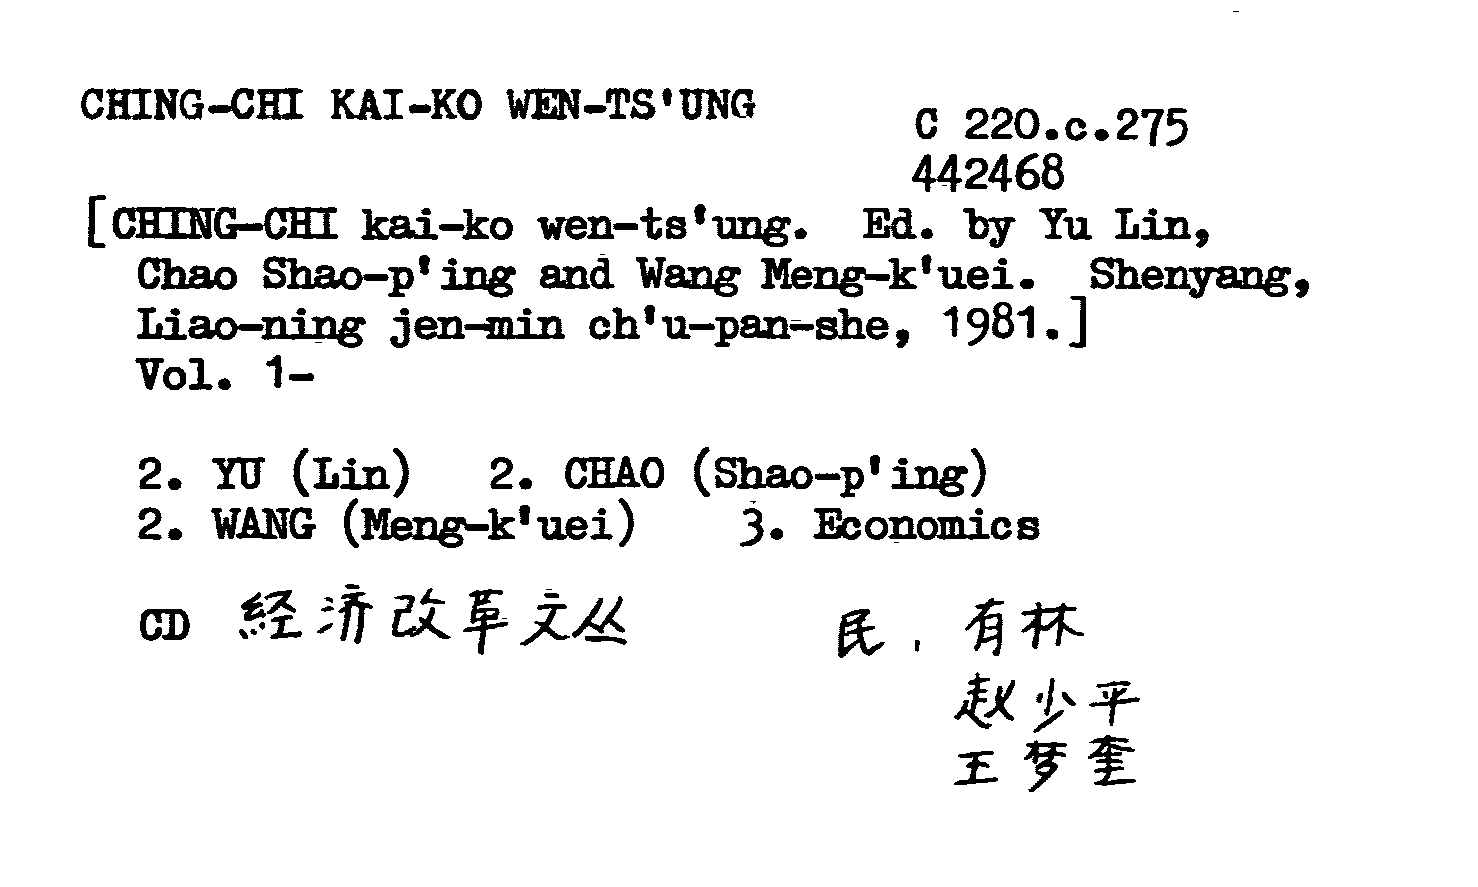 CHING-CHI KAI-KO WEN-TS'UNG
C 220.c.275
442468
[CHING-CHI kai-ko wen-ts'ung. Ed. by Yu Lin,
Chao Shao-p'ing and Wang Meng-k'uei. Shenyang,
Liao-ning jen-min ch'u-pan-she, 1981.]
Vol. 1-
2. YU (Lin) 2. CHAO (Shao-p'ing)
2. WANG (Meng-k'uei) 3. Economics
CD 经济改革文丛 民, 有林
赵少平
王梦奎